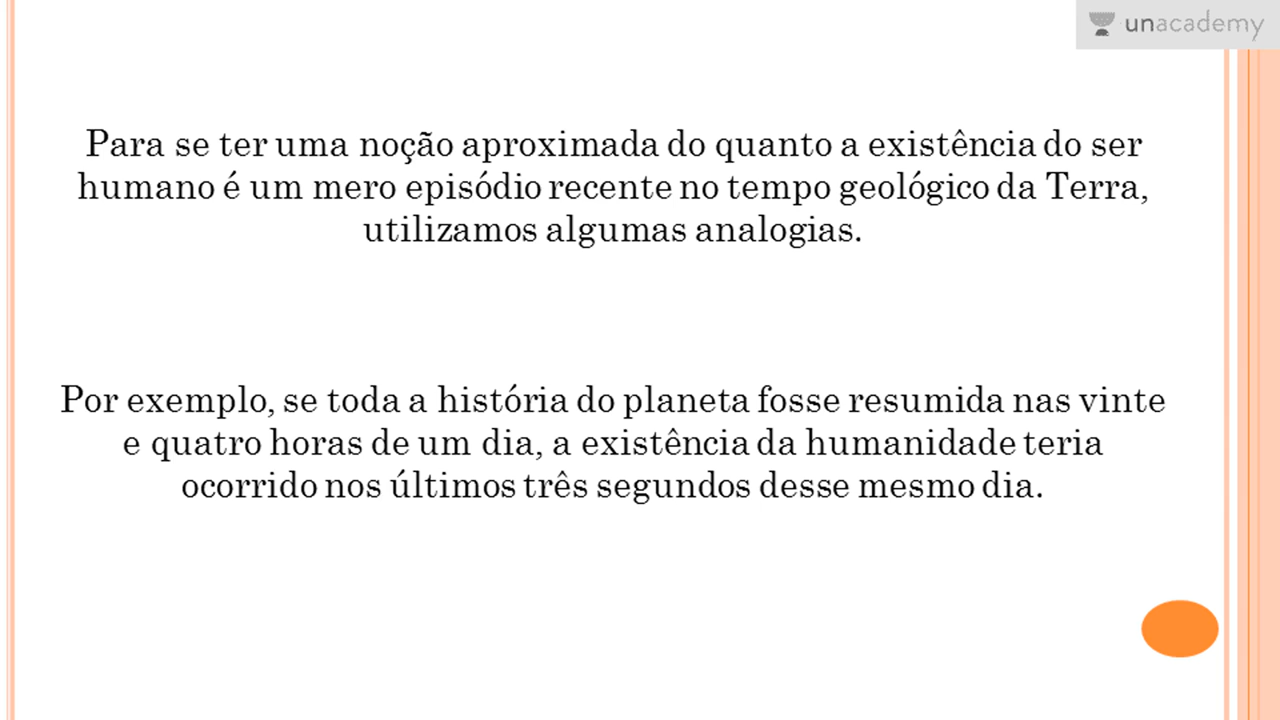 unacademy
Para se ter uma noção aproximada do quanto a existência do ser
humano é um mero episódio recente no tempo geológico da Terra,
utilizamos algumas analogias.
Por exemplo, se toda a história do planeta fosse resumida nas vinte
e quatro horas de um dia, a existência da humanidade teria
ocorrido nos últimos três segundos desse mesmo dia.